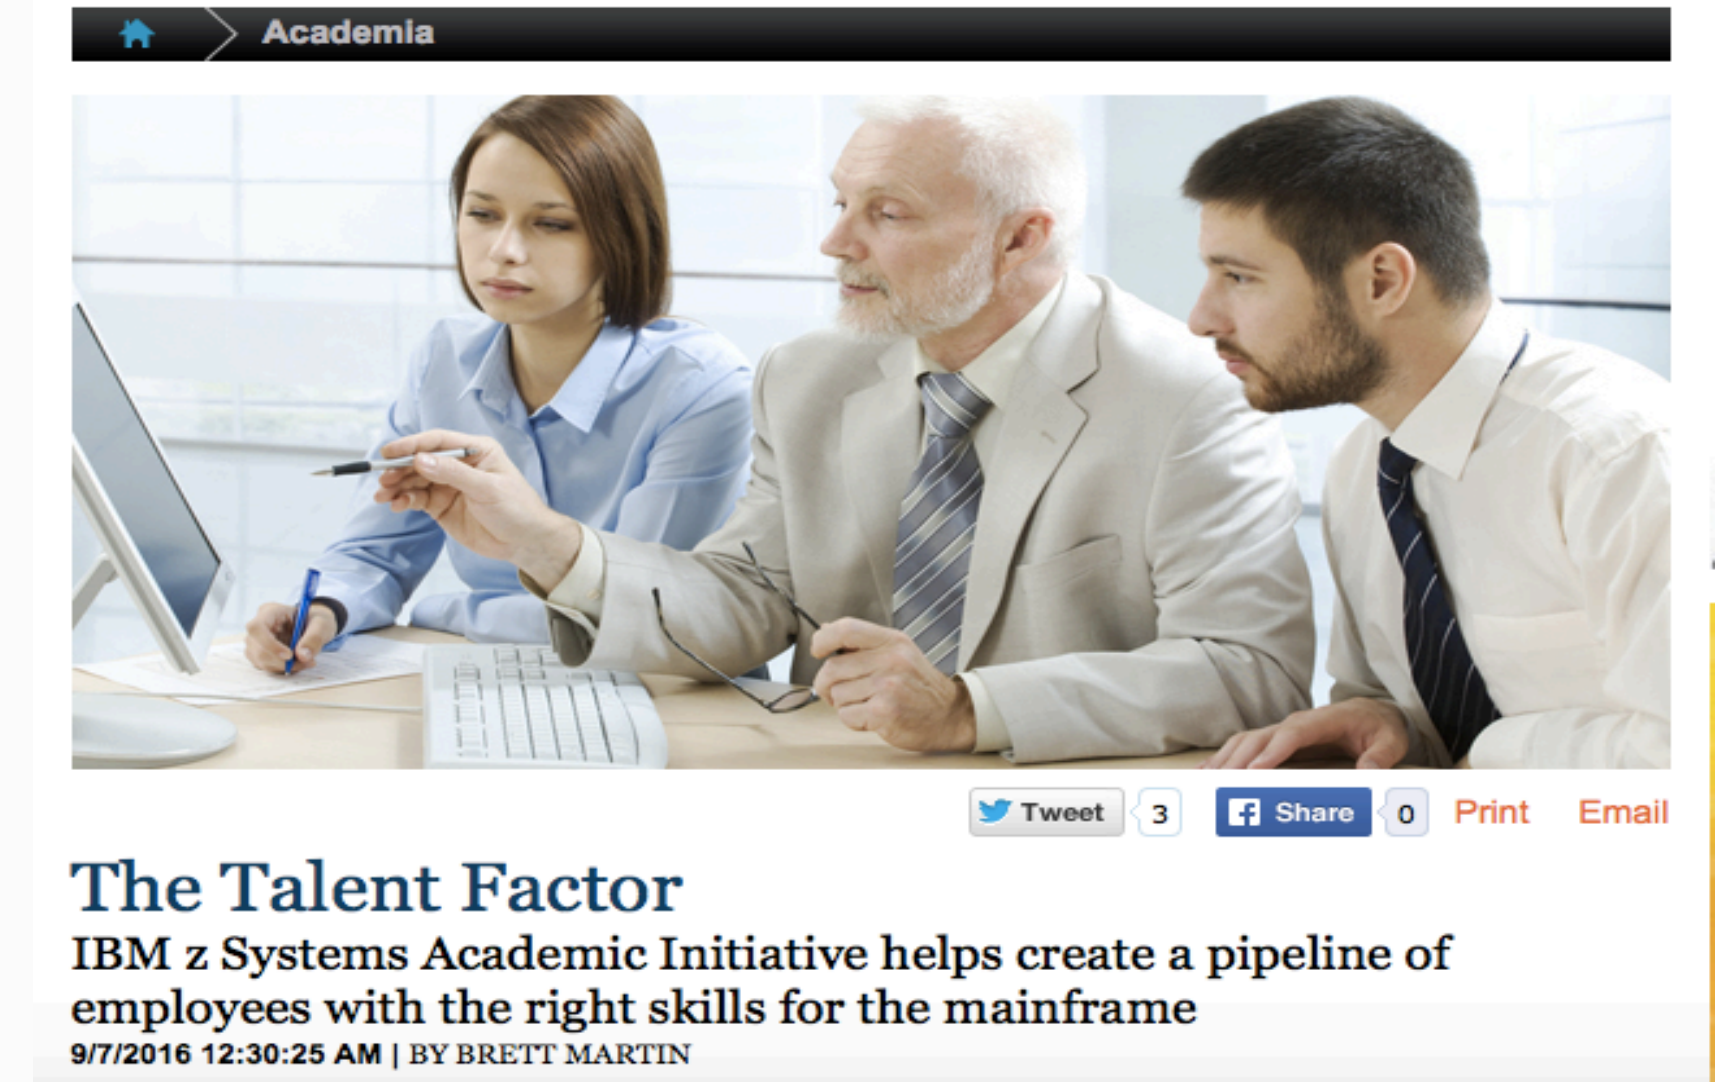 Academia
Tweet 3 Share 0 Print Email
The Talent Factor
IBM z Systems Academic Initiative helps create a pipeline of
employees with the right skills for the mainframe
9/7/2016 12:30:25 AM | BY BRETT MARTIN